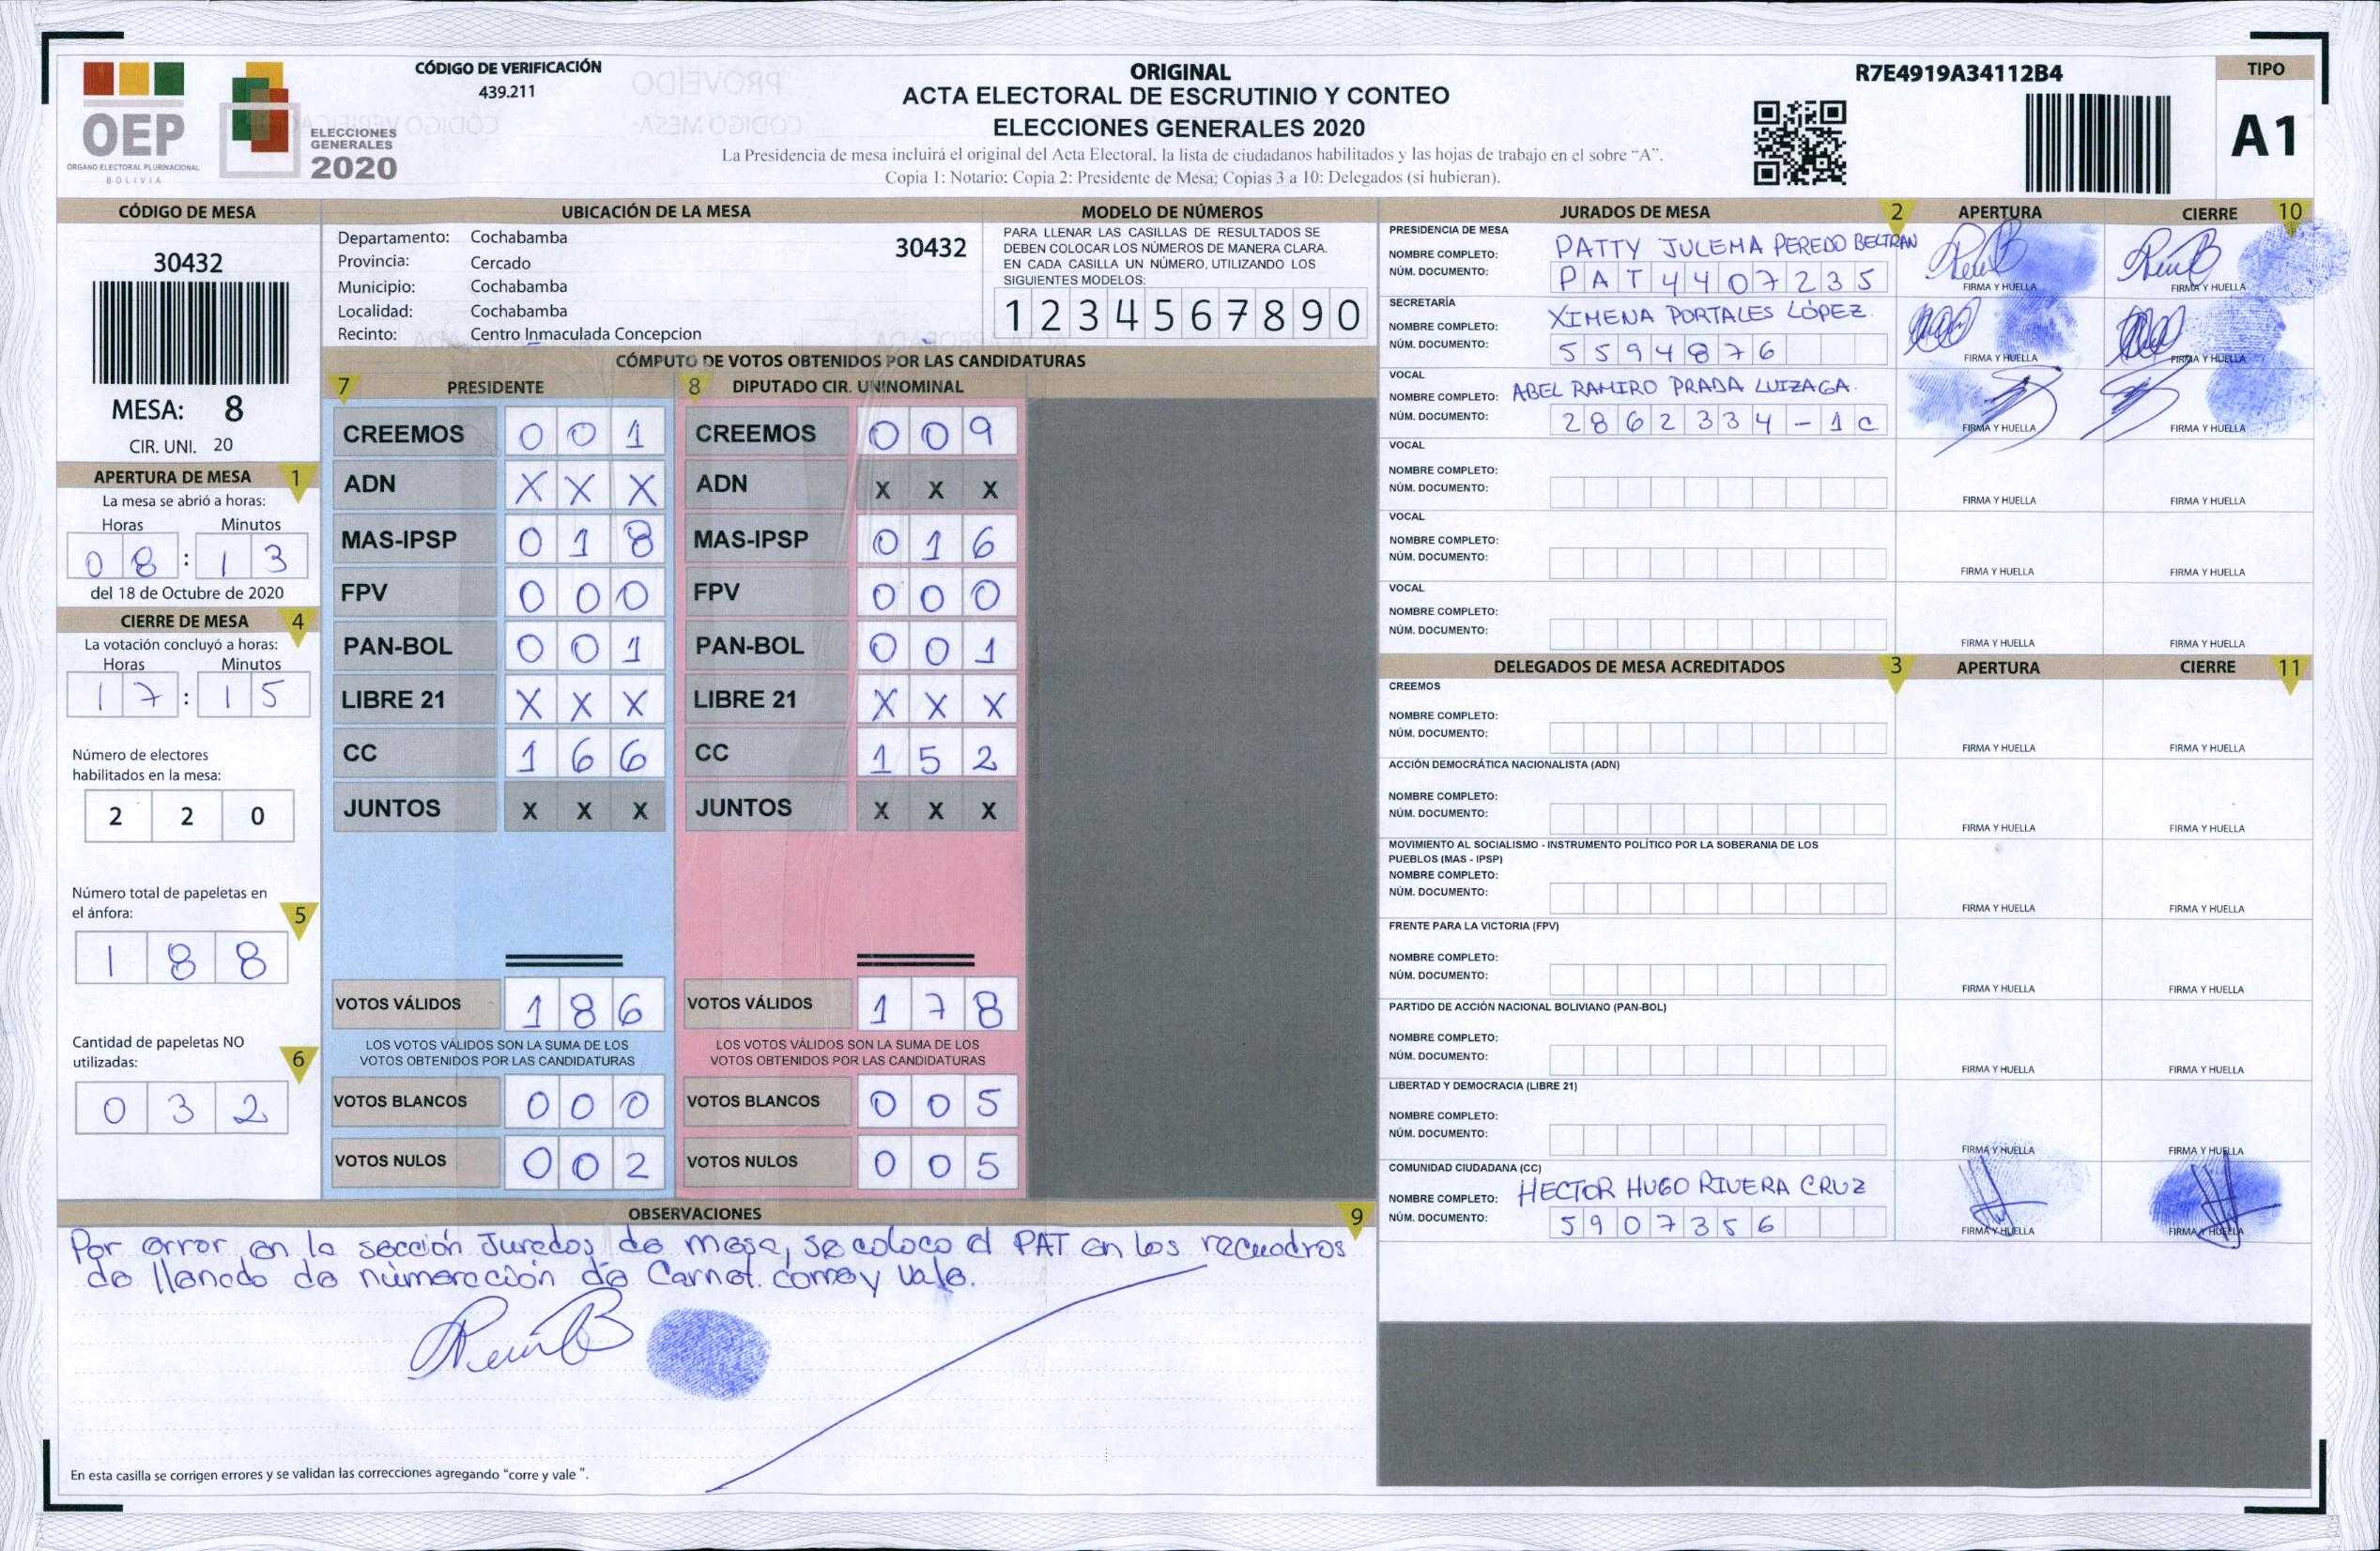 CÓDIGO DE VERIFICACIÓN
439.211
ORIGINAL
ACTA ELECTORAL DE ESCRUTINIO Y CONTEO
ELECCIONES GENERALES 2020
La Presidencia de mesa incluirá el original del Acta Electoral, la lista de ciudadanos habilitados y las hojas de trabajo en el sobre "A".
Copia 1: Notario; Copia 2: Presidente de Mesa; Copias 3 a 10: Delegados (si hubieran).
R7E4919A34112B4
TIPO
A1
OEP
ORGANO ELECTORAL PLURINACIONAL
BOLIVIA
ELECCIONES
GENERALES
2020
CÓDIGO DE MESA
30432
MESA: 8
CIR. UNI. 20
APERTURA DE MESA 1
La mesa se abrió a horas:
Horas Minutos
08 : 13
del 18 de Octubre de 2020
CIERRE DE MESA 4
La votación concluyó a horas:
Horas Minutos
17 : 15
Número de electores
habilitados en la mesa:
2 2 0
Número total de papeletas en
el ánfora: 5
1 8 8
Cantidad de papeletas NO
utilizadas: 6
0 3 2
UBICACIÓN DE LA MESA
Departamento: Cochabamba 30432
Provincia: Cercado
Municipio: Cochabamba
Localidad: Cochabamba
Recinto: Centro Inmaculada Concepcion
MODELO DE NÚMEROS
PARA LLENAR LAS CASILLAS DE RESULTADOS SE
DEBEN COLOCAR LOS NÚMEROS DE MANERA CLARA.
EN CADA CASILLA UN NÚMERO, UTILIZANDO LOS
SIGUIENTES MODELOS:
1 2 3 4 5 6 7 8 9 0
CÓMPUTO DE VOTOS OBTENIDOS POR LAS CANDIDATURAS
7 PRESIDENTE 8 DIPUTADO CIR. UNINOMINAL
CREEMOS 0 0 1 CREEMOS 0 0 9
ADN X X X ADN X X X
MAS-IPSP 0 1 8 MAS-IPSP 0 1 6
FPV 0 0 0 FPV 0 0 0
PAN-BOL 0 0 1 PAN-BOL 0 0 1
LIBRE 21 X X X LIBRE 21 X X X
CC 1 6 6 CC 1 5 2
JUNTOS X X X JUNTOS X X X
VOTOS VÁLIDOS 1 8 6 VOTOS VÁLIDOS 1 7 8
LOS VOTOS VÁLIDOS SON LA SUMA DE LOS LOS VOTOS VÁLIDOS SON LA SUMA DE LOS
VOTOS OBTENIDOS POR LAS CANDIDATURAS VOTOS OBTENIDOS POR LAS CANDIDATURAS
VOTOS BLANCOS 0 0 0 VOTOS BLANCOS 0 0 5
VOTOS NULOS 0 0 2 VOTOS NULOS 0 0 5
OBSERVACIONES 9
Por error en la sección Jurados de mesa, se coloco el PAT en los recuadros
de llenado de númeración de Carnet. corre y vale.
En esta casilla se corrigen errores y se validan las correcciones agregando "corre y vale ".
JURADOS DE MESA 2 APERTURA CIERRE 10
PRESIDENCIA DE MESA
NOMBRE COMPLETO: PATTY JULEMA PEREDO BELTRAN
NÚM. DOCUMENTO: PAT4407235 FIRMA Y HUELLA FIRMA Y HUELLA
SECRETARÍA
NOMBRE COMPLETO: XIMENA PORTALES LÓPEZ.
NÚM. DOCUMENTO: 5594876 FIRMA Y HUELLA FIRMA Y HUELLA
VOCAL
NOMBRE COMPLETO: ABEL RAMIRO PRADA LUIZAGA.
NÚM. DOCUMENTO: 2862334-1C FIRMA Y HUELLA FIRMA Y HUELLA
VOCAL
NOMBRE COMPLETO:
NÚM. DOCUMENTO: FIRMA Y HUELLA FIRMA Y HUELLA
VOCAL
NOMBRE COMPLETO:
NÚM. DOCUMENTO: FIRMA Y HUELLA FIRMA Y HUELLA
VOCAL
NOMBRE COMPLETO:
NÚM. DOCUMENTO: FIRMA Y HUELLA FIRMA Y HUELLA
DELEGADOS DE MESA ACREDITADOS 3 APERTURA CIERRE 11
CREEMOS
NOMBRE COMPLETO:
NÚM. DOCUMENTO: FIRMA Y HUELLA FIRMA Y HUELLA
ACCIÓN DEMOCRÁTICA NACIONALISTA (ADN)
NOMBRE COMPLETO:
NÚM. DOCUMENTO: FIRMA Y HUELLA FIRMA Y HUELLA
MOVIMIENTO AL SOCIALISMO - INSTRUMENTO POLÍTICO POR LA SOBERANIA DE LOS
PUEBLOS (MAS - IPSP)
NOMBRE COMPLETO:
NÚM. DOCUMENTO: FIRMA Y HUELLA FIRMA Y HUELLA
FRENTE PARA LA VICTORIA (FPV)
NOMBRE COMPLETO:
NÚM. DOCUMENTO: FIRMA Y HUELLA FIRMA Y HUELLA
PARTIDO DE ACCIÓN NACIONAL BOLIVIANO (PAN-BOL)
NOMBRE COMPLETO:
NÚM. DOCUMENTO: FIRMA Y HUELLA FIRMA Y HUELLA
LIBERTAD Y DEMOCRACIA (LIBRE 21)
NOMBRE COMPLETO:
NÚM. DOCUMENTO: FIRMA Y HUELLA FIRMA Y HUELLA
COMUNIDAD CIUDADANA (CC)
NOMBRE COMPLETO: HECTOR HUGO RIVERA CRUZ
NÚM. DOCUMENTO: 5907356 FIRMA Y HUELLA FIRMA Y HUELLA